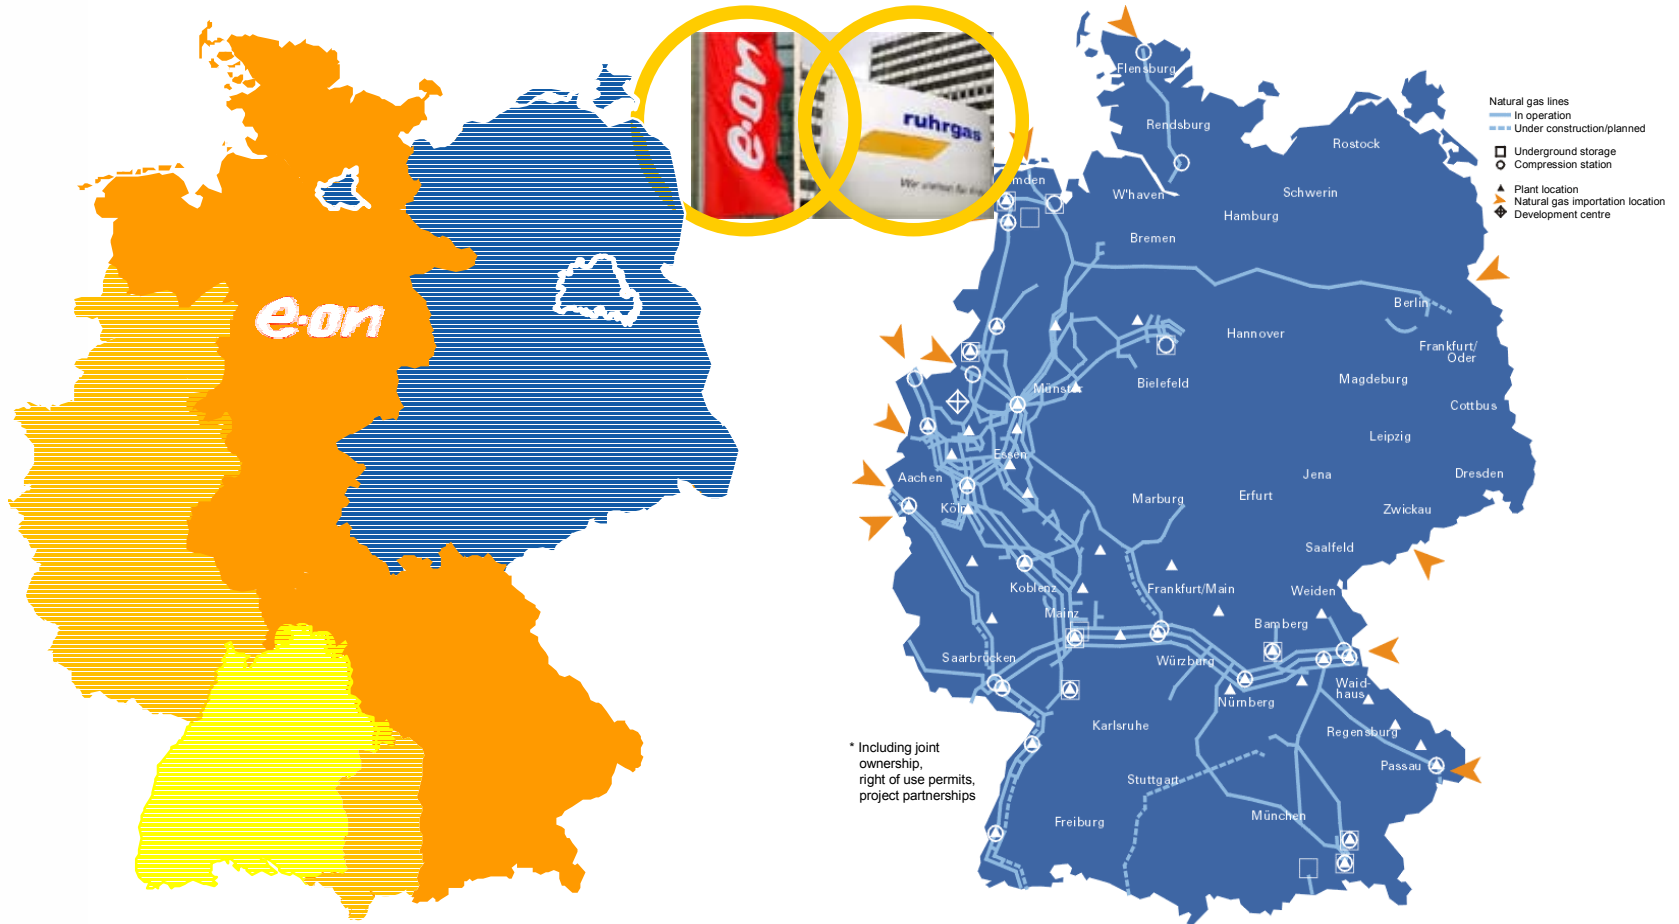 e·on
e·on
ruhrgas
Flensburg
Rendsburg
Rostock
W'haven
Schwerin
Hamburg
Bremen
Natural gas lines
In operation
Under construction/planned
Underground storage
Compression station
Plant location
Natural gas importation location
Development centre
Berlin
Hannover
Frankfurt/
Oder
Münster
Bielefeld
Magdeburg
Cottbus
Leipzig
Essen
Aachen
Jena
Dresden
Marburg
Erfurt
Köln
Zwickau
Saalfeld
Koblenz
Frankfurt/Main
Weiden
Mainz
Bamberg
Saarbrücken
Würzburg
Waid-
haus
Nürnberg
Karlsruhe
Regensburg
Passau
Stuttgart
München
Freiburg
* Including joint
ownership,
right of use permits,
project partnerships